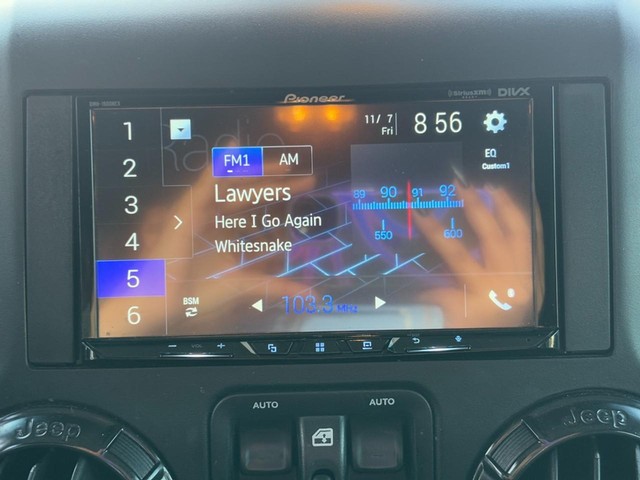 Pioneer
SiriusXM DIVX
Radio
11/ 7
Fri
8 56
EQ
Custom1
1
2
3
4
5
6
FM1 AM
Lawyers
Here I Go Again
Whitesnake
89 90 91 92
550 600
BSM
103.3 MHz
AUTO AUTO
Jeep
Jeep